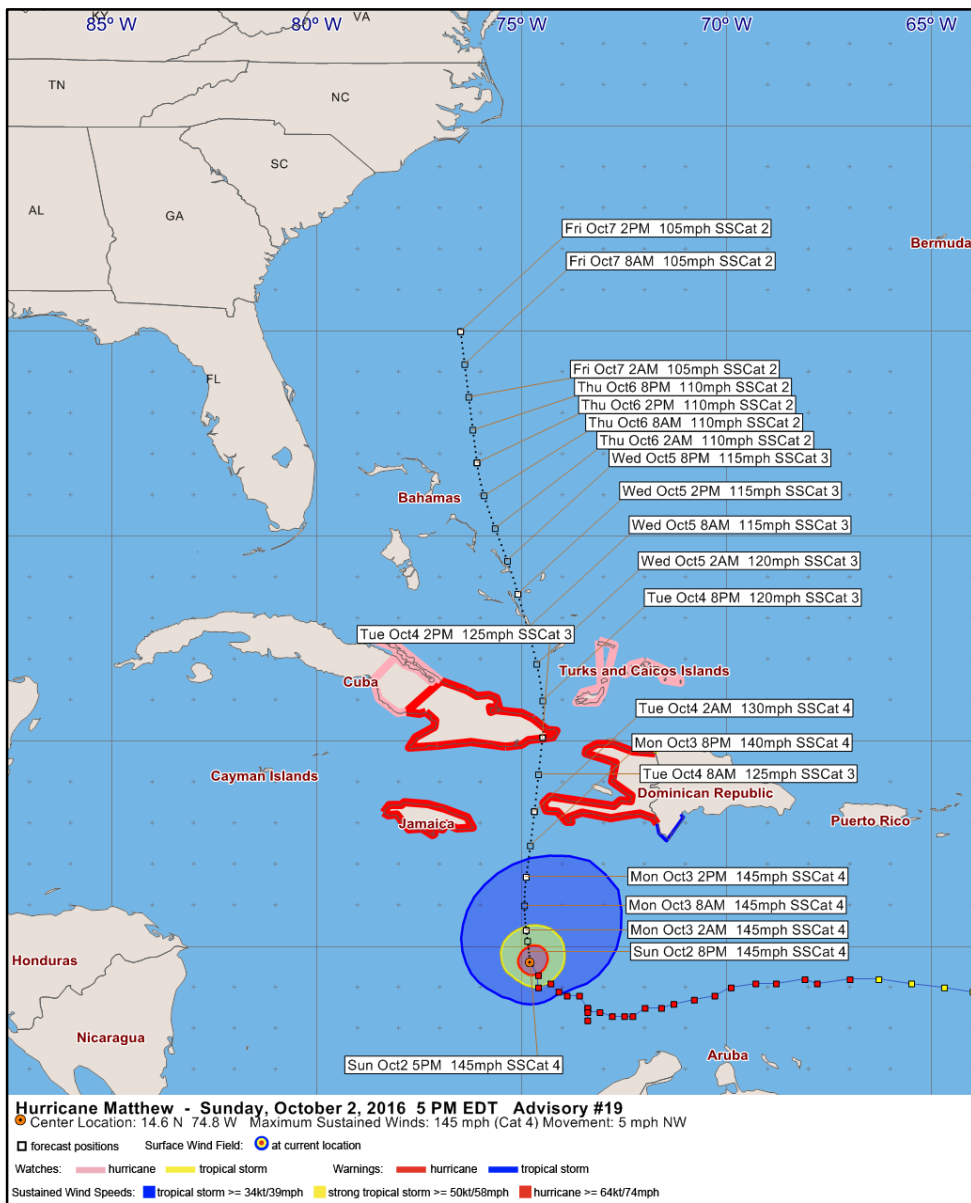 85° W
80° W
75° W
70° W
65° W
KY
VA
TN
NC
SC
AL
GA
Fri Oct7 2PM 105mph SSCat 2
Bermuda
Fri Oct7 8AM 105mph SSCat 2
FL
Fri Oct7 2AM 105mph SSCat 2
Thu Oct6 8PM 110mph SSCat 2
Thu Oct6 2PM 110mph SSCat 2
Thu Oct6 8AM 110mph SSCat 2
Thu Oct6 2AM 110mph SSCat 2
Wed Oct5 8PM 115mph SSCat 3
Wed Oct5 2PM 115mph SSCat 3
Bahamas
Wed Oct5 8AM 115mph SSCat 3
Wed Oct5 2AM 120mph SSCat 3
Tue Oct4 8PM 120mph SSCat 3
Tue Oct4 2PM 125mph SSCat 3
Turks and Caicos Islands
Cuba
Tue Oct4 2AM 130mph SSCat 4
Mon Oct3 8PM 140mph SSCat 4
Cayman Islands
Tue Oct4 8AM 125mph SSCat 3
Dominican Republic
Jamaica
Puerto Rico
Mon Oct3 2PM 145mph SSCat 4
Mon Oct3 8AM 145mph SSCat 4
Mon Oct3 2AM 145mph SSCat 4
Sun Oct2 8PM 145mph SSCat 4
Honduras
Nicaragua
Aruba
Sun Oct2 5PM 145mph SSCat 4
Hurricane Matthew - Sunday, October 2, 2016 5 PM EDT Advisory #19
Center Location: 14.6 N 74.8 W Maximum Sustained Winds: 145 mph (Cat 4) Movement: 5 mph NW
forecast positions Surface Wind Field: at current location
Watches: hurricane tropical storm Warnings: hurricane tropical storm
Sustained Wind Speeds: tropical storm >= 34kt/39mph strong tropical storm >= 50kt/58mph hurricane >= 64kt/74mph